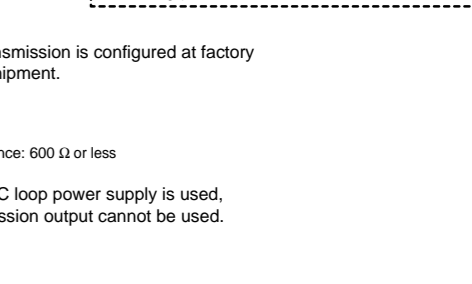 smission is configured at factory
ipment.
nce: 600 Ω or less
C loop power supply is used,
ssion output cannot be used.